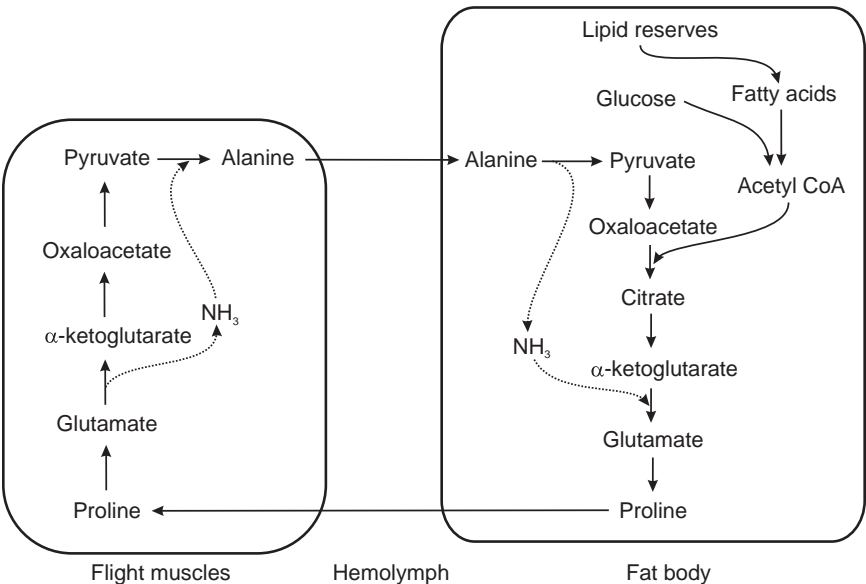 Lipid reserves
Glucose
Fatty acids
Pyruvate
Alanine
Alanine
Pyruvate
Acetyl CoA
Oxaloacetate
Oxaloacetate
Citrate
NH₃
α-ketoglutarate
NH₃
α-ketoglutarate
Glutamate
Glutamate
Proline
Proline
Flight muscles
Hemolymph
Fat body